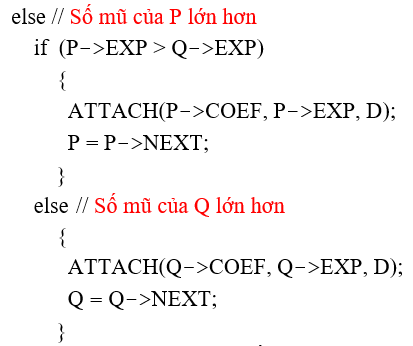 else // Số mũ của P lớn hơn
if (P->EXP > Q->EXP)
{
ATTACH(P->COEF, P->EXP, D);
P = P->NEXT;
}
else // Số mũ của Q lớn hơn
{
ATTACH(Q->COEF, Q->EXP, D);
Q = Q->NEXT;
}